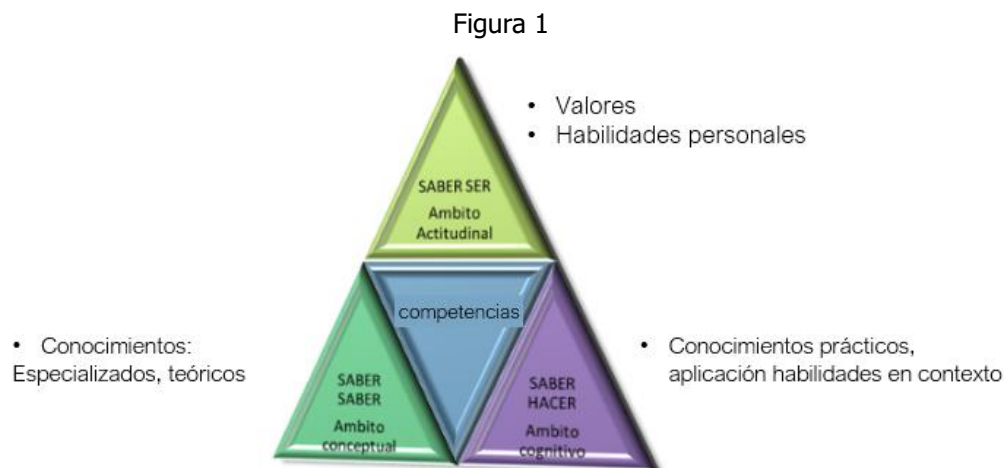 Figura 1
• Valores
• Habilidades personales
SABER SER
Ambito
Actitudinal
competencias
• Conocimientos:
Especializados, teóricos
SABER
SABER
Ambito
conceptual
SABER
HACER
Ambito
cognitivo
• Conocimientos prácticos,
aplicación habilidades en contexto